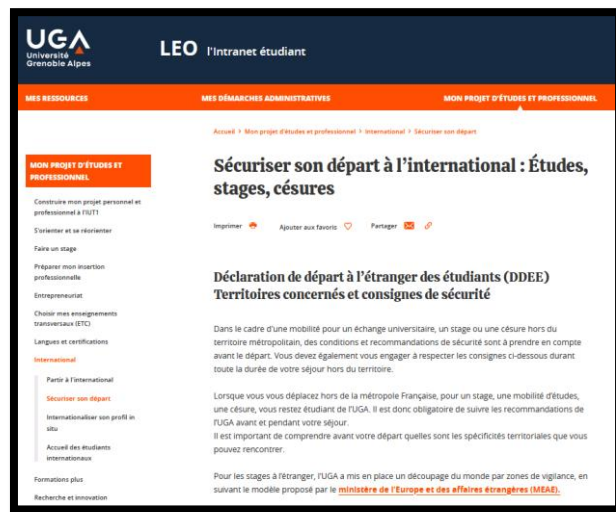 UGA
Université
Grenoble Alpes
LEO l'Intranet étudiant
MES RESSOURCES
MES DÉMARCHES ADMINISTRATIVES
MON PROJET D'ÉTUDES ET PROFESSIONNEL
Accueil > Mon projet d'études et professionnel > International > Sécuriser son départ
MON PROJET D'ÉTUDES ET
PROFESSIONNEL
Construire mon projet personnel et
professionnel à l'IUT1
S'orienter et se réorienter
Faire un stage
Préparer mon insertion
professionnelle
Entrepreneuriat
Choisir mes enseignements
transversaux (ETC)
Langues et certifications
International
Partir à l'international
Sécuriser son départ
Internationaliser son profil in
situ
Accueil des étudiants
internationaux
Formations plus
Recherche et innovation
Sécuriser son départ à l'international : Études,
stages, césures
Imprimer
Ajouter aux favoris
Partager
Déclaration de départ à l'étranger des étudiants (DDEE)
Territoires concernés et consignes de sécurité
Dans le cadre d'une mobilité pour un échange universitaire, un stage ou une césure hors du
territoire métropolitain, des conditions et recommandations de sécurité sont à prendre en compte
avant le départ. Vous devez également vous engager à respecter les consignes ci-dessous durant
toute la durée de votre séjour hors du territoire.
Lorsque vous vous déplacez hors de la métropole Française, pour un stage, une mobilité d'études,
une césure, vous restez étudiant de l'UGA. Il est donc obligatoire de suivre les recommandations de
l'UGA avant et pendant votre séjour.
Il est important de comprendre avant votre départ quelles sont les spécificités territoriales que vous
pouvez rencontrer.
Pour les stages à l'étranger, l'UGA a mis en place un découpage du monde par zones de vigilance, en
suivant le modèle proposé par le ministère de l'Europe et des affaires étrangères (MEAE).